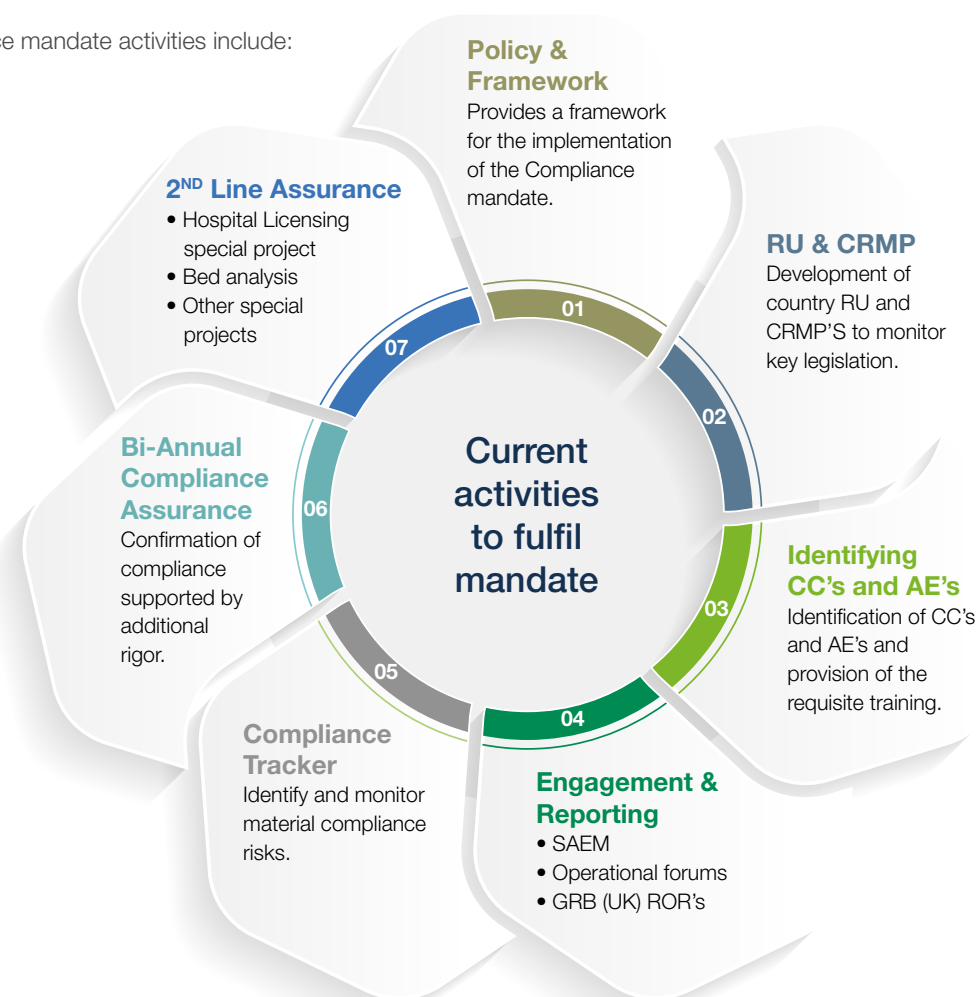 ce mandate activities include:
Policy &
Framework
Provides a framework
for the implementation
of the Compliance
mandate.
01
RU & CRMP
Development of
country RU and
CRMP'S to monitor
key legislation.
02
Identifying
CC's and AE's
Identification of CC's
and AE's and
provision of the
requisite training.
03
Engagement &
Reporting
• SAEM
• Operational forums
• GRB (UK) ROR's
04
Compliance
Tracker
Identify and monitor
material compliance
risks.
05
Bi-Annual
Compliance
Assurance
Confirmation of
compliance
supported by
additional
rigor.
06
2ND Line Assurance
• Hospital Licensing
special project
• Bed analysis
• Other special
projects
07
Current
activities
to fulfil
mandate